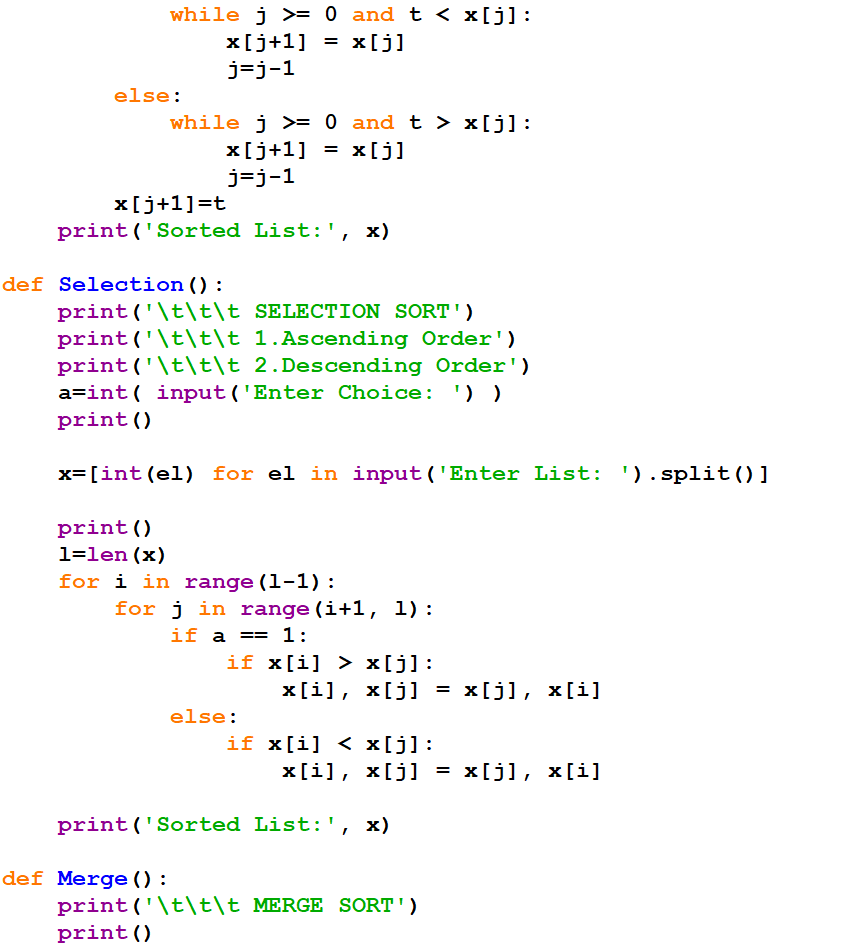 while j >= 0 and t < x[j]:
                x[j+1] = x[j]
                j=j-1
        else:
            while j >= 0 and t > x[j]:
                x[j+1] = x[j]
                j=j-1
        x[j+1]=t
    print('Sorted List:', x)

def Selection():
    print('\t\t\t SELECTION SORT')
    print('\t\t\t 1.Ascending Order')
    print('\t\t\t 2.Descending Order')
    a=int( input('Enter Choice: ') )
    print()

    x=[int(el) for el in input('Enter List: ').split()]

    print()
    l=len(x)
    for i in range(l-1):
        for j in range(i+1, l):
            if a == 1:
                if x[i] > x[j]:
                    x[i], x[j] = x[j], x[i]
            else:
                if x[i] < x[j]:
                    x[i], x[j] = x[j], x[i]

    print('Sorted List:', x)

def Merge():
    print('\t\t\t MERGE SORT')
    print()